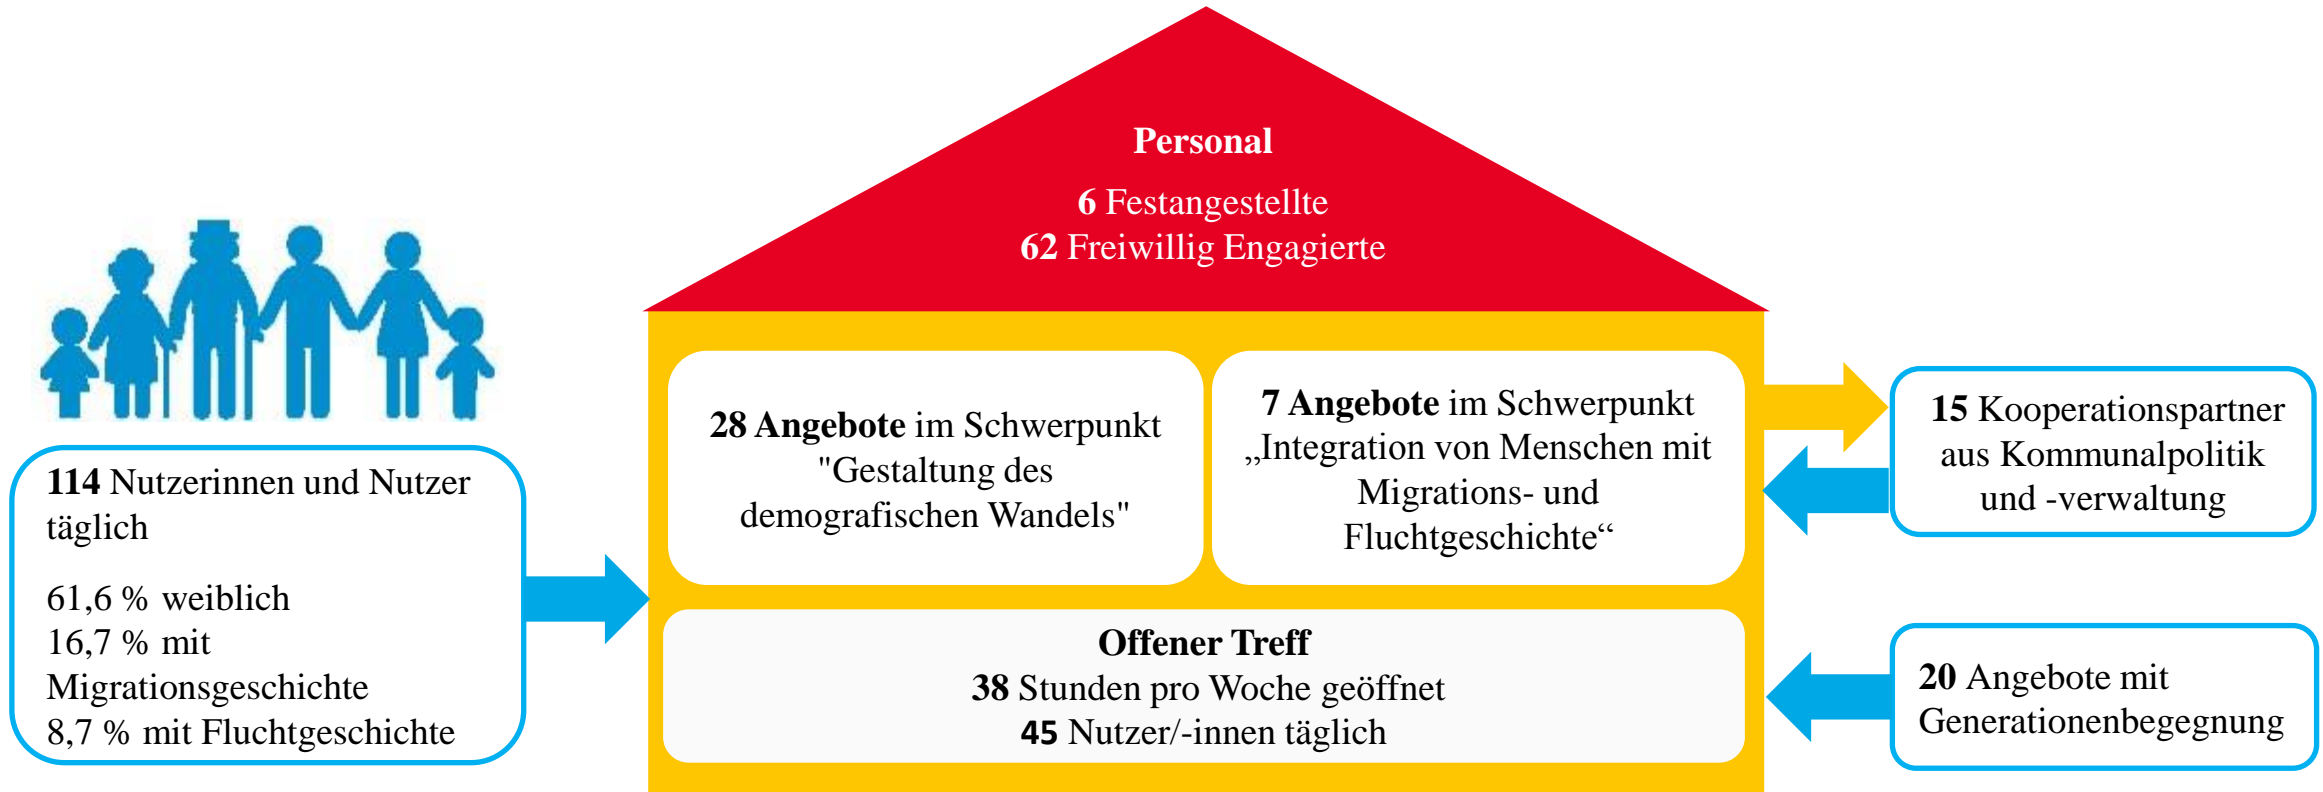 Personal
6 Festangestellte
62 Freiwillig Engagierte
114 Nutzerinnen und Nutzer
täglich
61,6 % weiblich
16,7 % mit
Migrationsgeschichte
8,7 % mit Fluchtgeschichte
28 Angebote im Schwerpunkt
"Gestaltung des
demografischen Wandels"
7 Angebote im Schwerpunkt
„Integration von Menschen mit
Migrations- und
Fluchtgeschichte“
Offener Treff
38 Stunden pro Woche geöffnet
45 Nutzer/-innen täglich
15 Kooperationspartner
aus Kommunalpolitik
und -verwaltung
20 Angebote mit
Generationenbegegnung